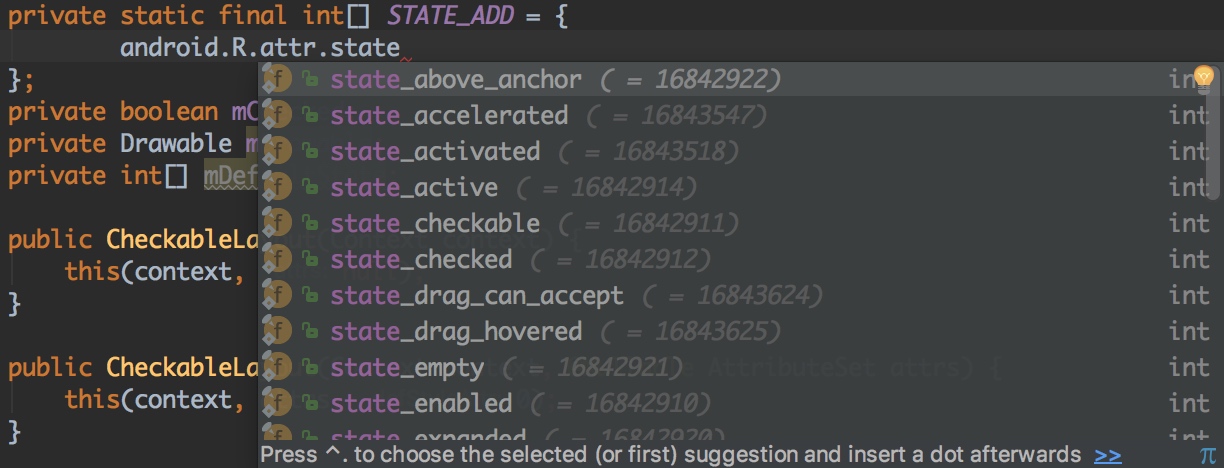 private static final int[] STATE_ADD = {
android.R.attr.state
};
state_above_anchor ( = 16842922) int
private boolean mC
state_accelerated ( = 16843547) int
private Drawable m
state_activated ( = 16843518) int
private int[] mDef
state_active ( = 16842914) int
state_checkable ( = 16842911) int
public CheckableLa
state_checked ( = 16842912) int
this(context,
state_drag_can_accept ( = 16843624) int
}
state_drag_hovered ( = 16843625) int
public CheckableLa
state_empty ( = 16842921) int
AttributeSet attrs) {
this(context,
state_enabled ( = 16842910) int
}
state_expanded ( = 16842920) int
Press ^. to choose the selected (or first) suggestion and insert a dot afterwards >> π